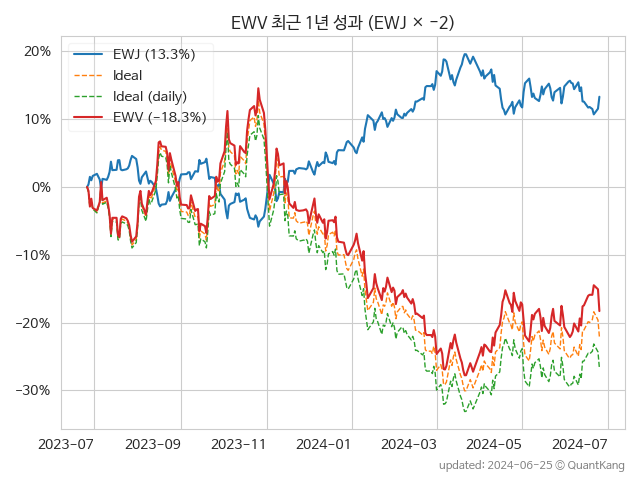 EWV 최근 1년 성과 (EWJ × −2)
EWJ (13.3%)
Ideal
Ideal (daily)
EWV (−18.3%)
20%
10%
0%
−10%
−20%
−30%
2023-07 2023-09 2023-11 2024-01 2024-03 2024-05 2024-07
updated: 2024-06-25 © QuantKang